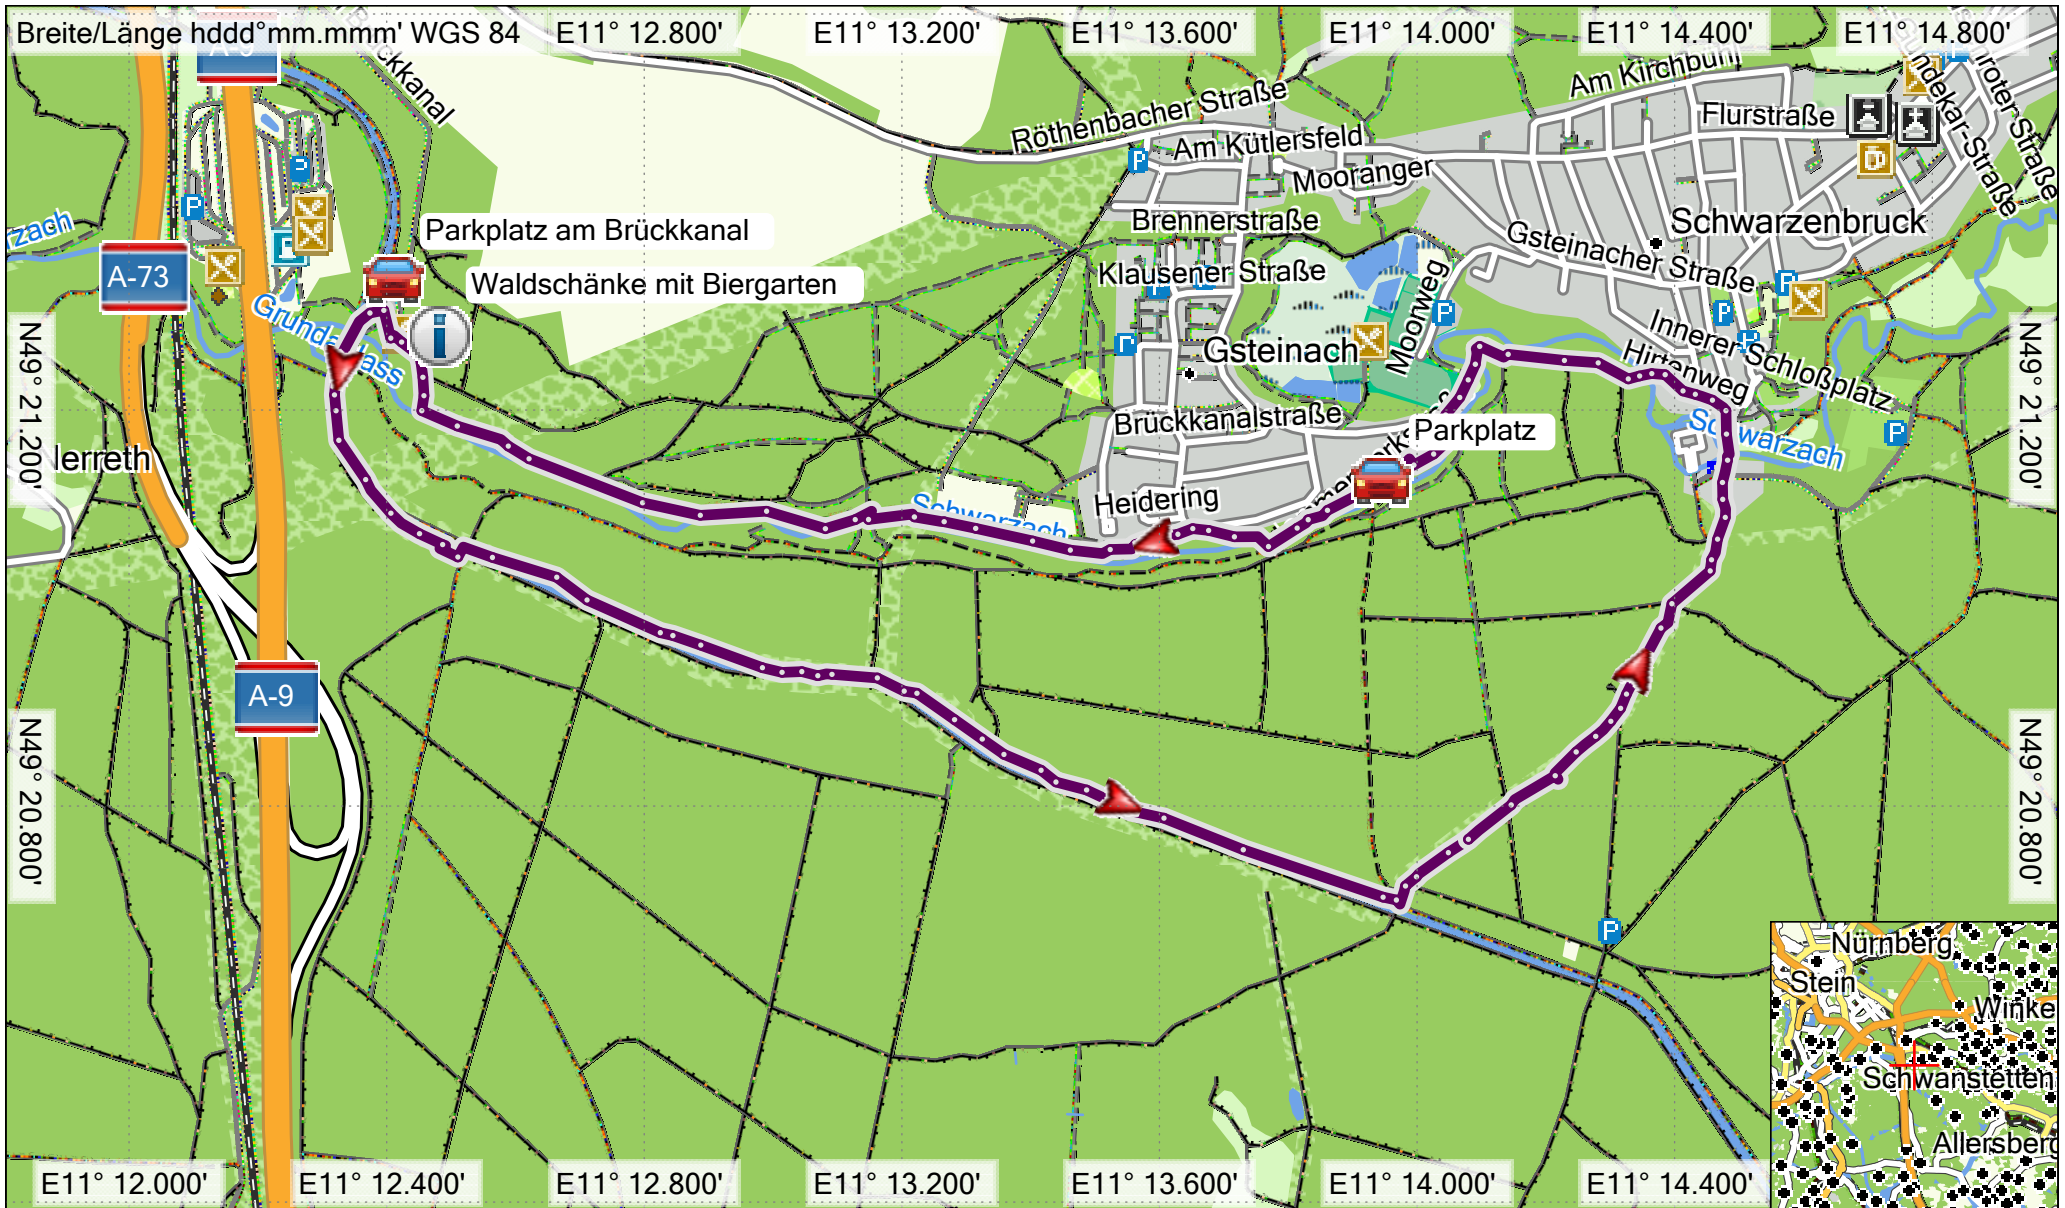 Breite/Länge hddd°mm.mmm' WGS 84
E11° 12.800'
E11° 13.200'
E11° 13.600'
E11° 14.000'
E11° 14.400'
E11° 14.800'
Röthenbacher Straße
Am Kirchbühl
Flurstraße
Am Kütlersfeld
Mooranger
Brennerstraße
Schwarzenbruck
Gsteinacher Straße
Parkplatz am Brückkanal
A-73
Klausener Straße
Waldschänke mit Biergarten
Moorweg
Gsteinach
Innerer Schloßplatz
Hirtenweg
Brückkanalstraße
Parkplatz
Schwarzach
N49° 21.200'
N49° 21.200'
Heidering
Schwarzach
A-9
N49° 20.800'
N49° 20.800'
Nürnberg
Stein
Winke
Schwanstetten
Allersberg
E11° 12.000'
E11° 12.400'
E11° 12.800'
E11° 13.200'
E11° 13.600'
E11° 14.000'
E11° 14.400'